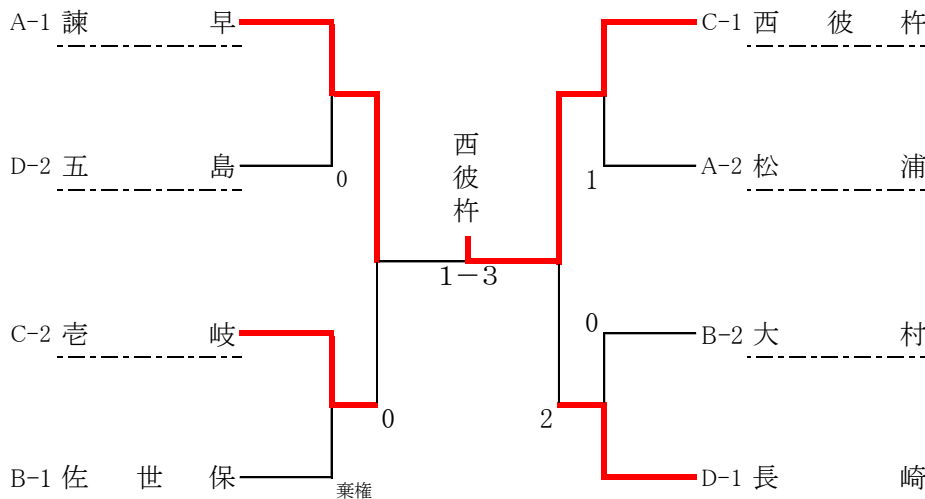 A-1 諫早
C-1 西彼杵
西彼杵
D-2 五島
0
1
A-2 松浦
1－3
C-2 壱岐
0
B-2 大村
0
2
B-1 佐世保
棄権
D-1 長崎